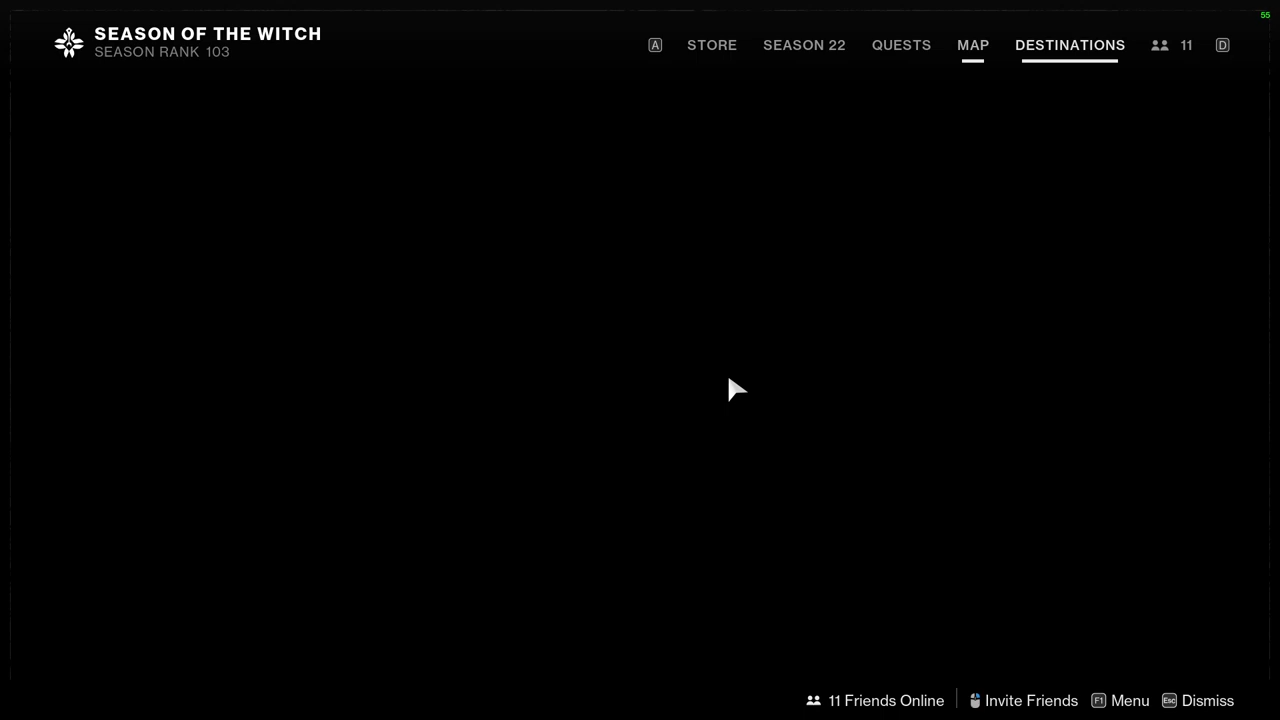 SEASON OF THE WITCH
SEASON RANK 103
A STORE SEASON 22 QUESTS MAP DESTINATIONS 11 D
55
11 Friends Online Invite Friends F1 Menu Esc Dismiss